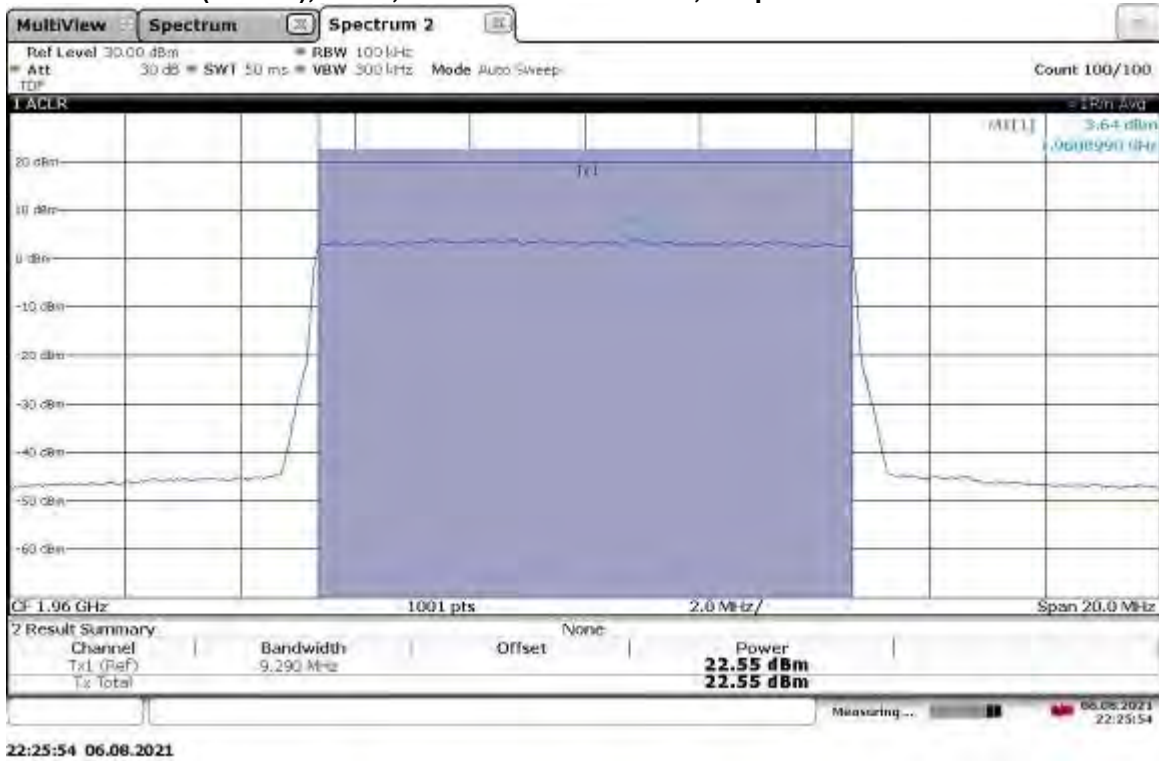 MultiView Spectrum Spectrum 2
Ref Level 30.00 dBm RBW 100 kHz
Att 30 dB SWT 50 ms VBW 300 kHz Mode Auto Sweep Count 100/100
TDF
1 ACLR 1Rm Avg
M1[1] 3.64 dBm
1.9608990 GHz
Tx1
20 dBm
10 dBm
0 dBm
-10 dBm
-20 dBm
-30 dBm
-40 dBm
-50 dBm
-60 dBm
CF 1.96 GHz 1001 pts 2.0 MHz/ Span 20.0 MHz
2 Result Summary None
Channel Bandwidth Offset Power
Tx1 (Ref) 9.290 MHz 22.55 dBm
Tx Total 22.55 dBm
Measuring... 06.08.2021
22:25:54
22:25:54 06.08.2021